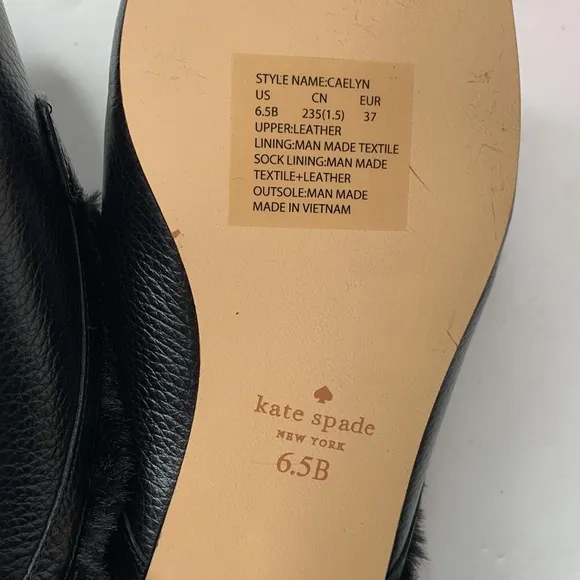 STYLE NAME:CAELYN
US CN EUR
6.5B 235(1.5) 37
UPPER:LEATHER
LINING:MAN MADE TEXTILE
SOCK LINING:MAN MADE
TEXTILE+LEATHER
OUTSOLE:MAN MADE
MADE IN VIETNAM
kate spade
NEW YORK
6.5B